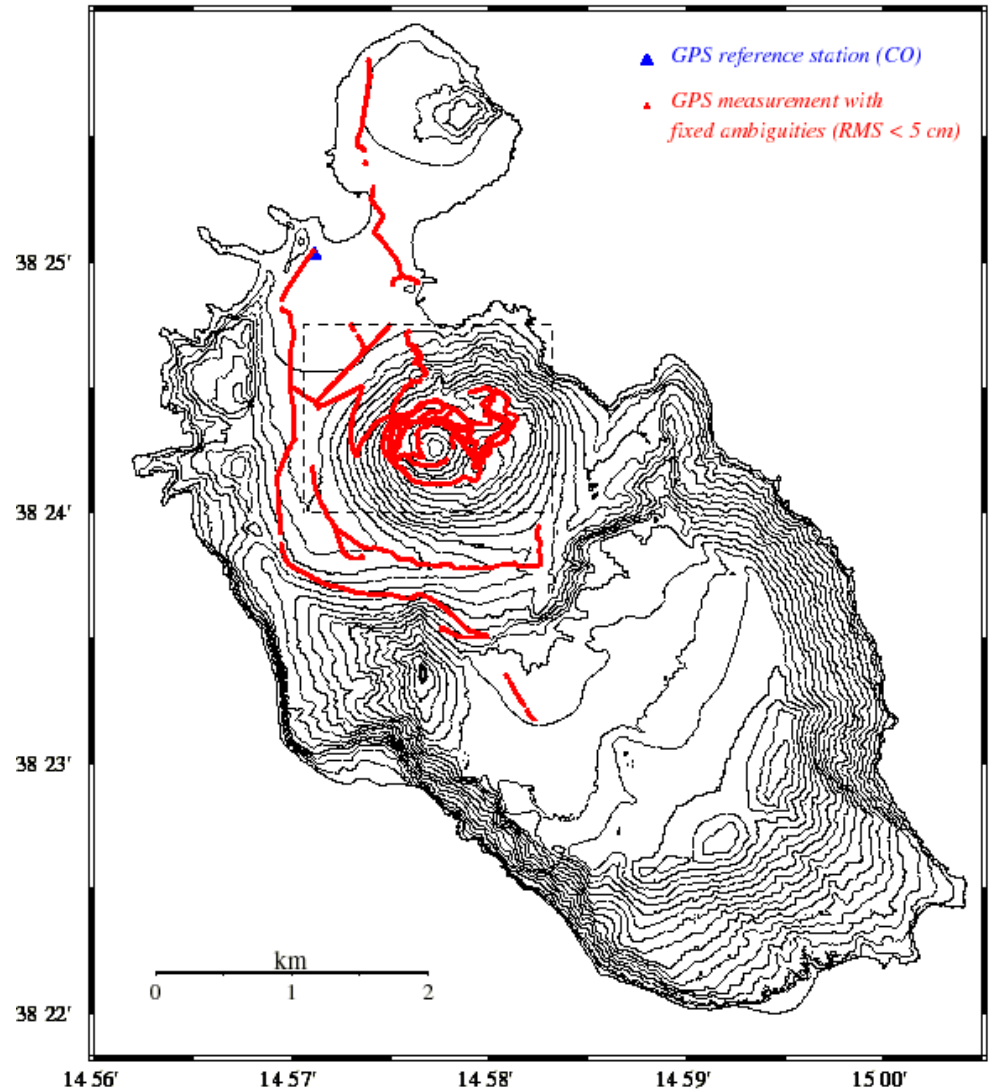 GPS reference station (CO)
GPS measurement with
fixed ambiguities (RMS < 5 cm)
38 25'
38 24'
38 23'
km
0 1 2
38 22'
14 56' 14 57' 14 58' 14 59' 15 00'